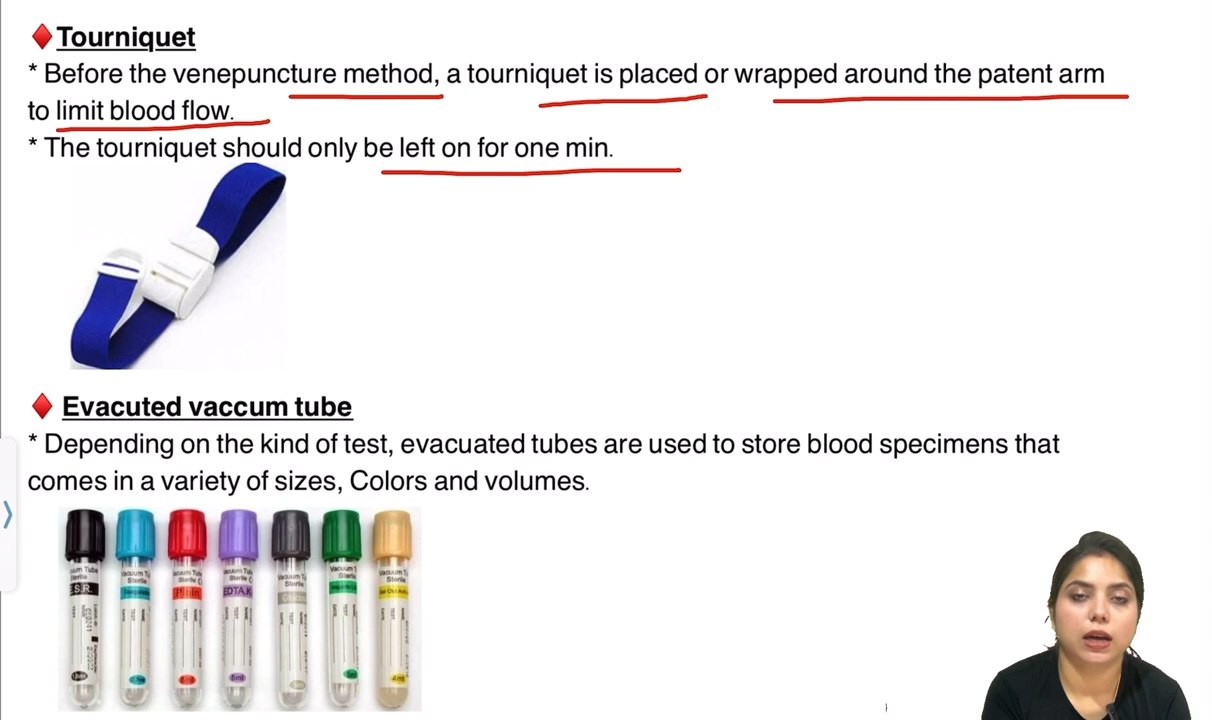 Tourniquet
* Before the venepuncture method, a tourniquet is placed or wrapped around the patent arm
to limit blood flow.
* The tourniquet should only be left on for one min.
Evacuted vaccum tube
* Depending on the kind of test, evacuated tubes are used to store blood specimens that
comes in a variety of sizes, Colors and volumes.
E.S.R.
Plain
EDTA.K